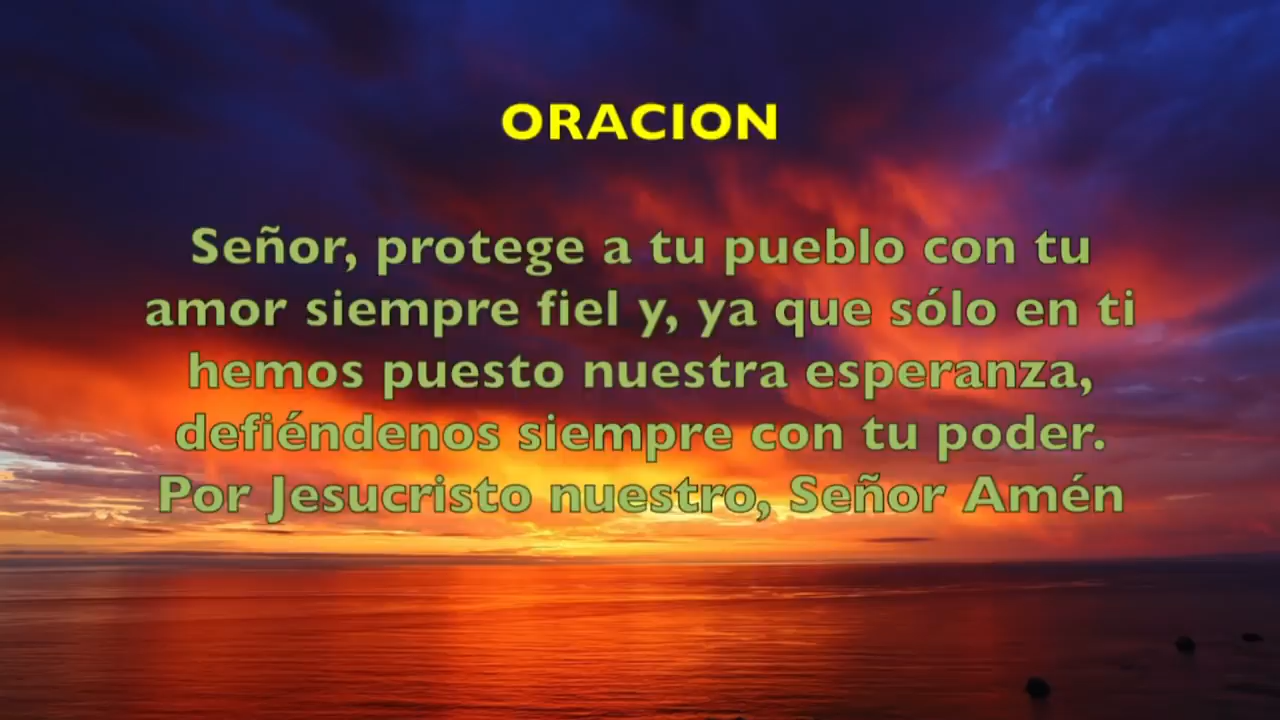 ORACION
Señor, protege a tu pueblo con tu
amor siempre fiel y, ya que sólo en ti
hemos puesto nuestra esperanza,
defiéndenos siempre con tu poder.
Por Jesucristo nuestro, Señor Amén